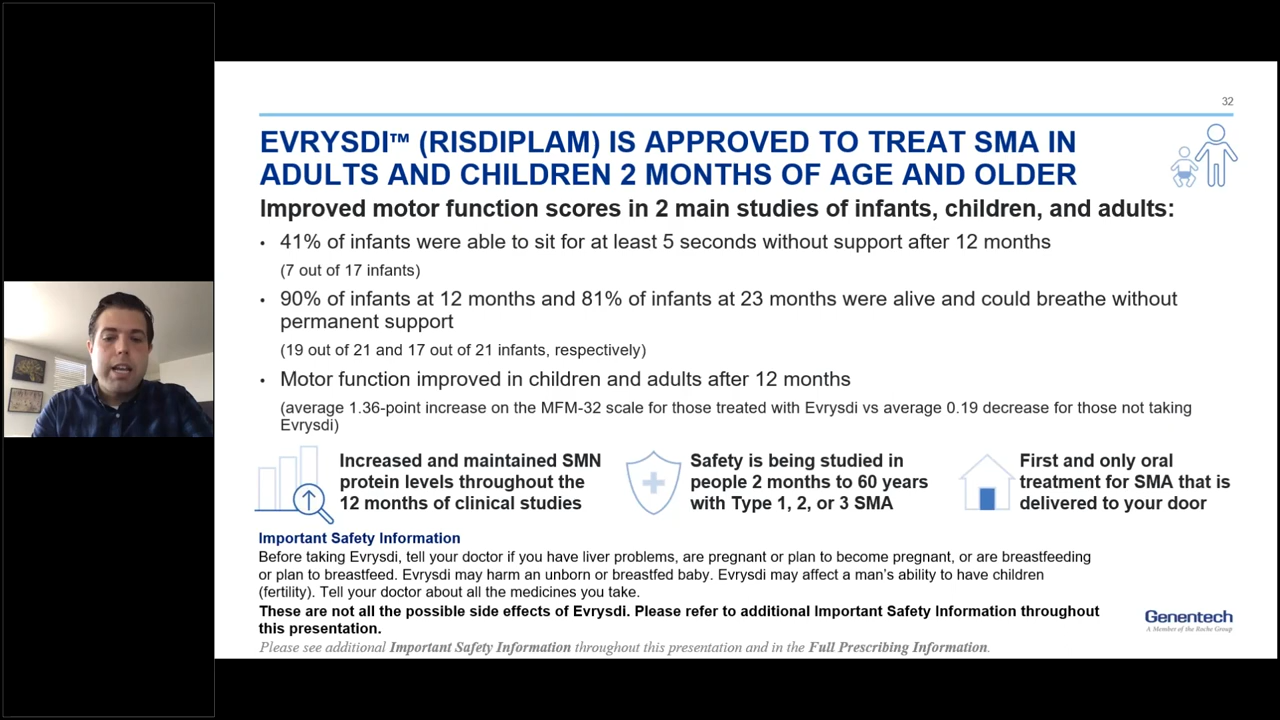 32
EVRYSDI™ (RISDIPLAM) IS APPROVED TO TREAT SMA IN
ADULTS AND CHILDREN 2 MONTHS OF AGE AND OLDER
Improved motor function scores in 2 main studies of infants, children, and adults:
• 41% of infants were able to sit for at least 5 seconds without support after 12 months
(7 out of 17 infants)
• 90% of infants at 12 months and 81% of infants at 23 months were alive and could breathe without
permanent support
(19 out of 21 and 17 out of 21 infants, respectively)
• Motor function improved in children and adults after 12 months
(average 1.36-point increase on the MFM-32 scale for those treated with Evrysdi vs average 0.19 decrease for those not taking
Evrysdi)
Increased and maintained SMN
protein levels throughout the
12 months of clinical studies
Safety is being studied in
people 2 months to 60 years
with Type 1, 2, or 3 SMA
First and only oral
treatment for SMA that is
delivered to your door
Important Safety Information
Before taking Evrysdi, tell your doctor if you have liver problems, are pregnant or plan to become pregnant, or are breastfeeding
or plan to breastfeed. Evrysdi may harm an unborn or breastfed baby. Evrysdi may affect a man's ability to have children
(fertility). Tell your doctor about all the medicines you take.
These are not all the possible side effects of Evrysdi. Please refer to additional Important Safety Information throughout
this presentation.
Please see additional Important Safety Information throughout this presentation and in the Full Prescribing Information.
Genentech
A Member of the Roche Group